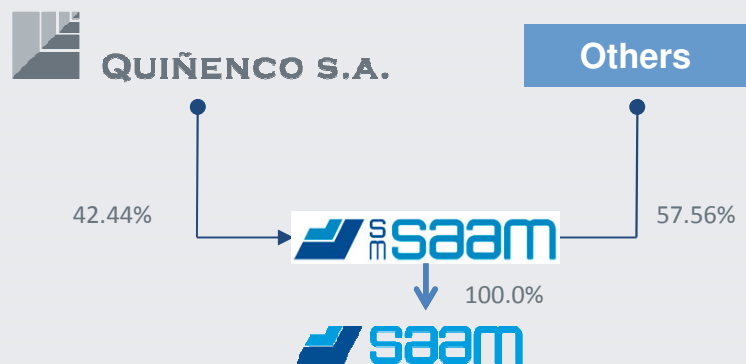 QUIÑENCO S.A.
Others
42.44%
57.56%
sm saam
100.0%
saam